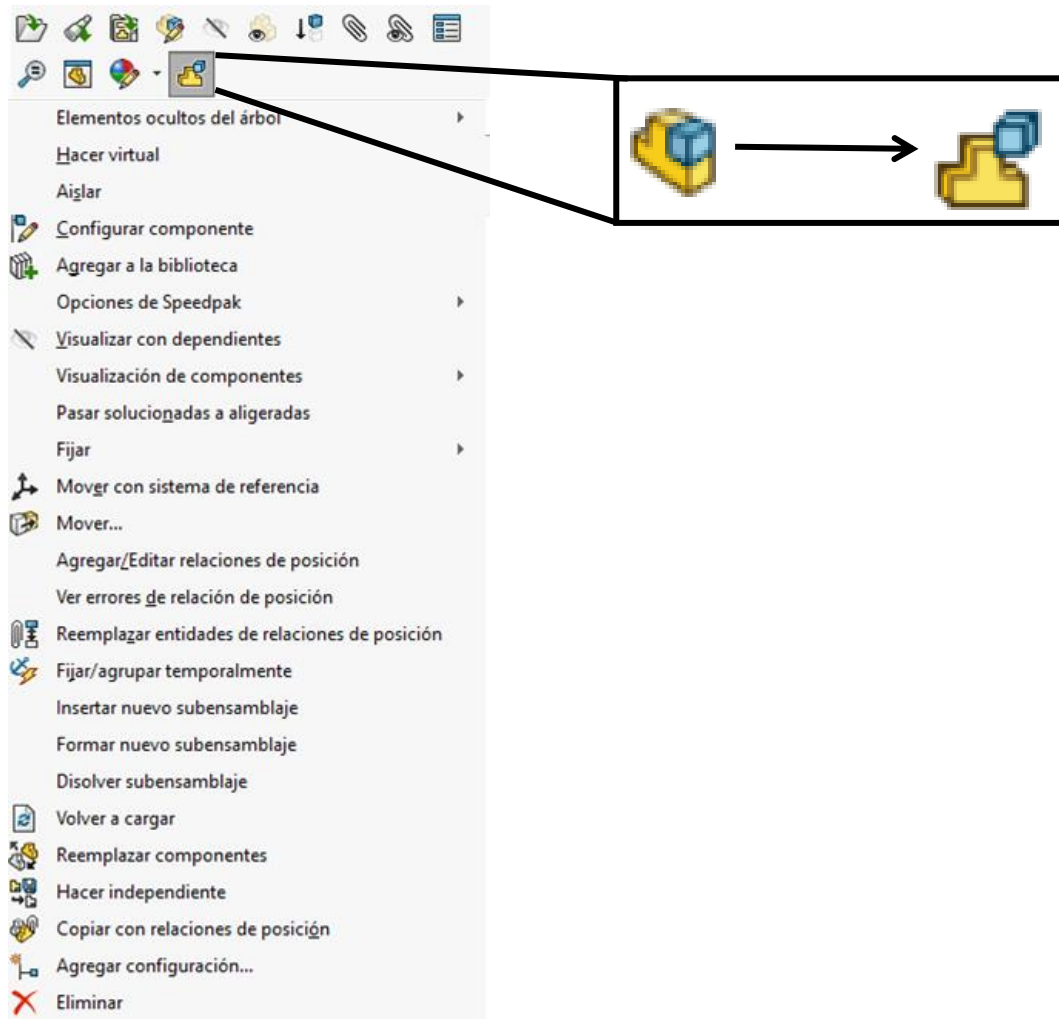 Elementos ocultos del árbol
Hacer virtual
Aislar
Configurar componente
Agregar a la biblioteca
Opciones de Speedpak
Visualizar con dependientes
Visualización de componentes
Pasar solucionadas a aligeradas
Fijar
Mover con sistema de referencia
Mover...
Agregar/Editar relaciones de posición
Ver errores de relación de posición
Reemplazar entidades de relaciones de posición
Fijar/agrupar temporalmente
Insertar nuevo subensamblaje
Formar nuevo subensamblaje
Disolver subensamblaje
Volver a cargar
Reemplazar componentes
Hacer independiente
Copiar con relaciones de posición
Agregar configuración...
Eliminar